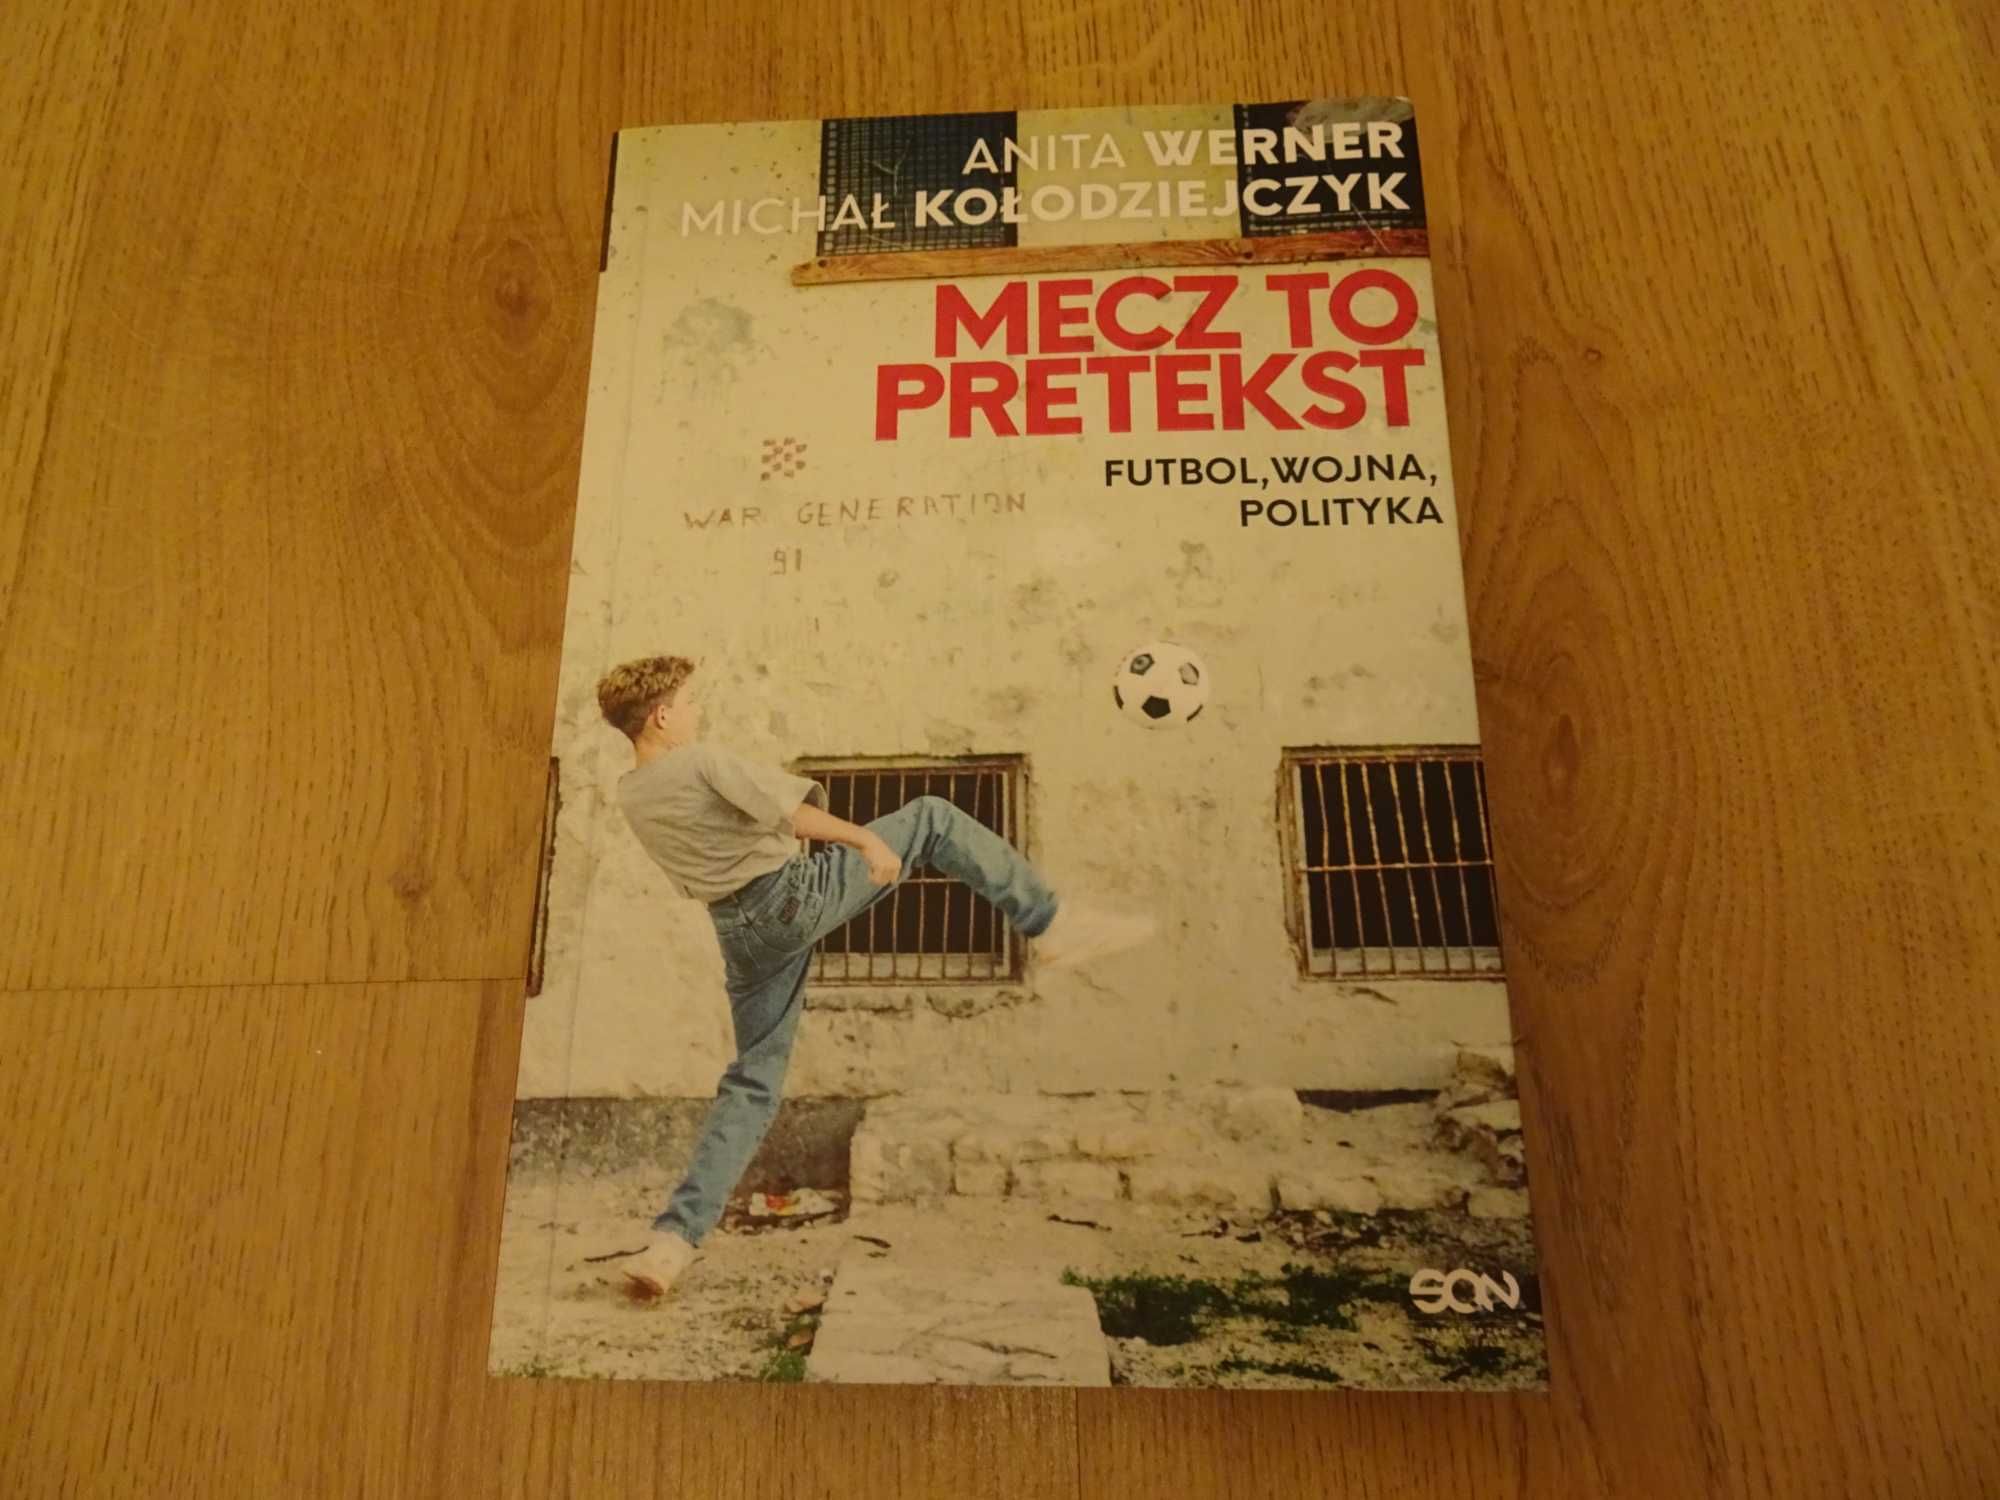 ANITA WERNER
MICHAŁ KOŁODZIEJCZYK
MECZ TO
PRETEKST
FUTBOL, WOJNA,
POLITYKA
WAR GENERATION
91
SQN